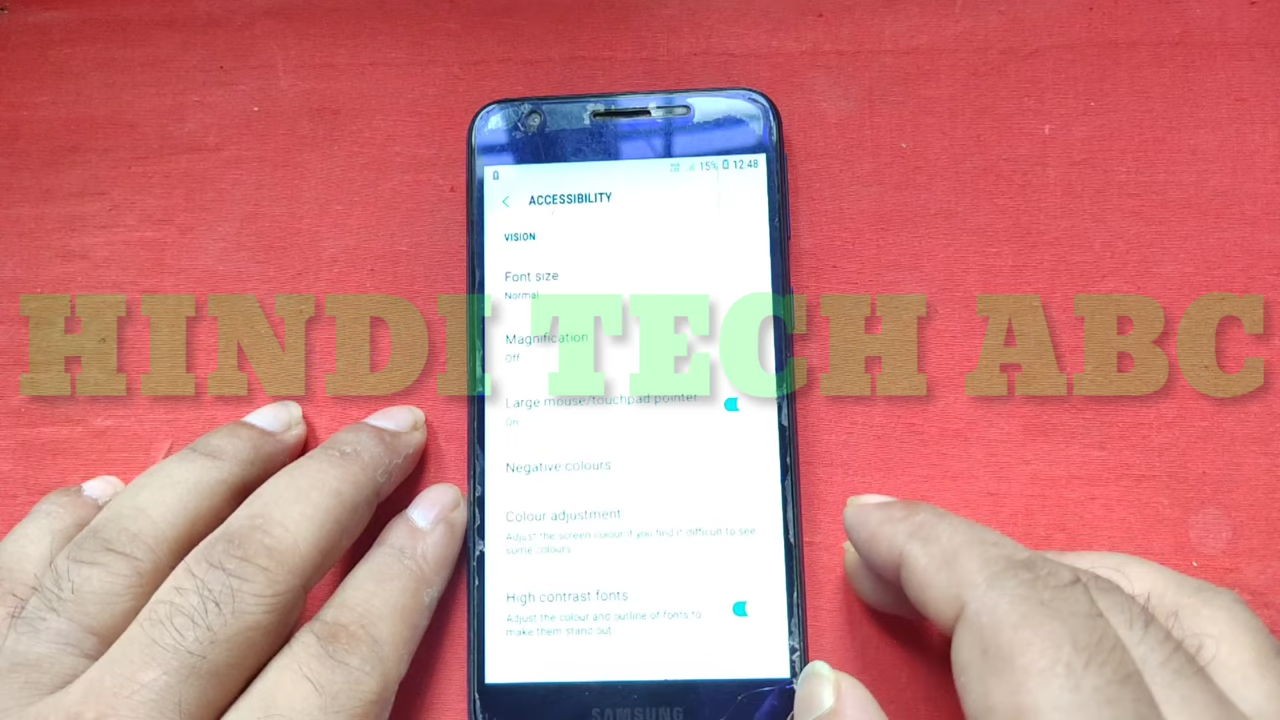 15% 12:48
ACCESSIBILITY
VISION
Font size
Normal
HINDI TECH ABC
Magnification
Off
Large mouse/touchpad pointer
On
Negative colours
Colour adjustment
Adjust the screen colour if you find it difficult to see
some colours
High contrast fonts
Adjust the colour and outline of fonts to
make them stand out.
SAMSUNG